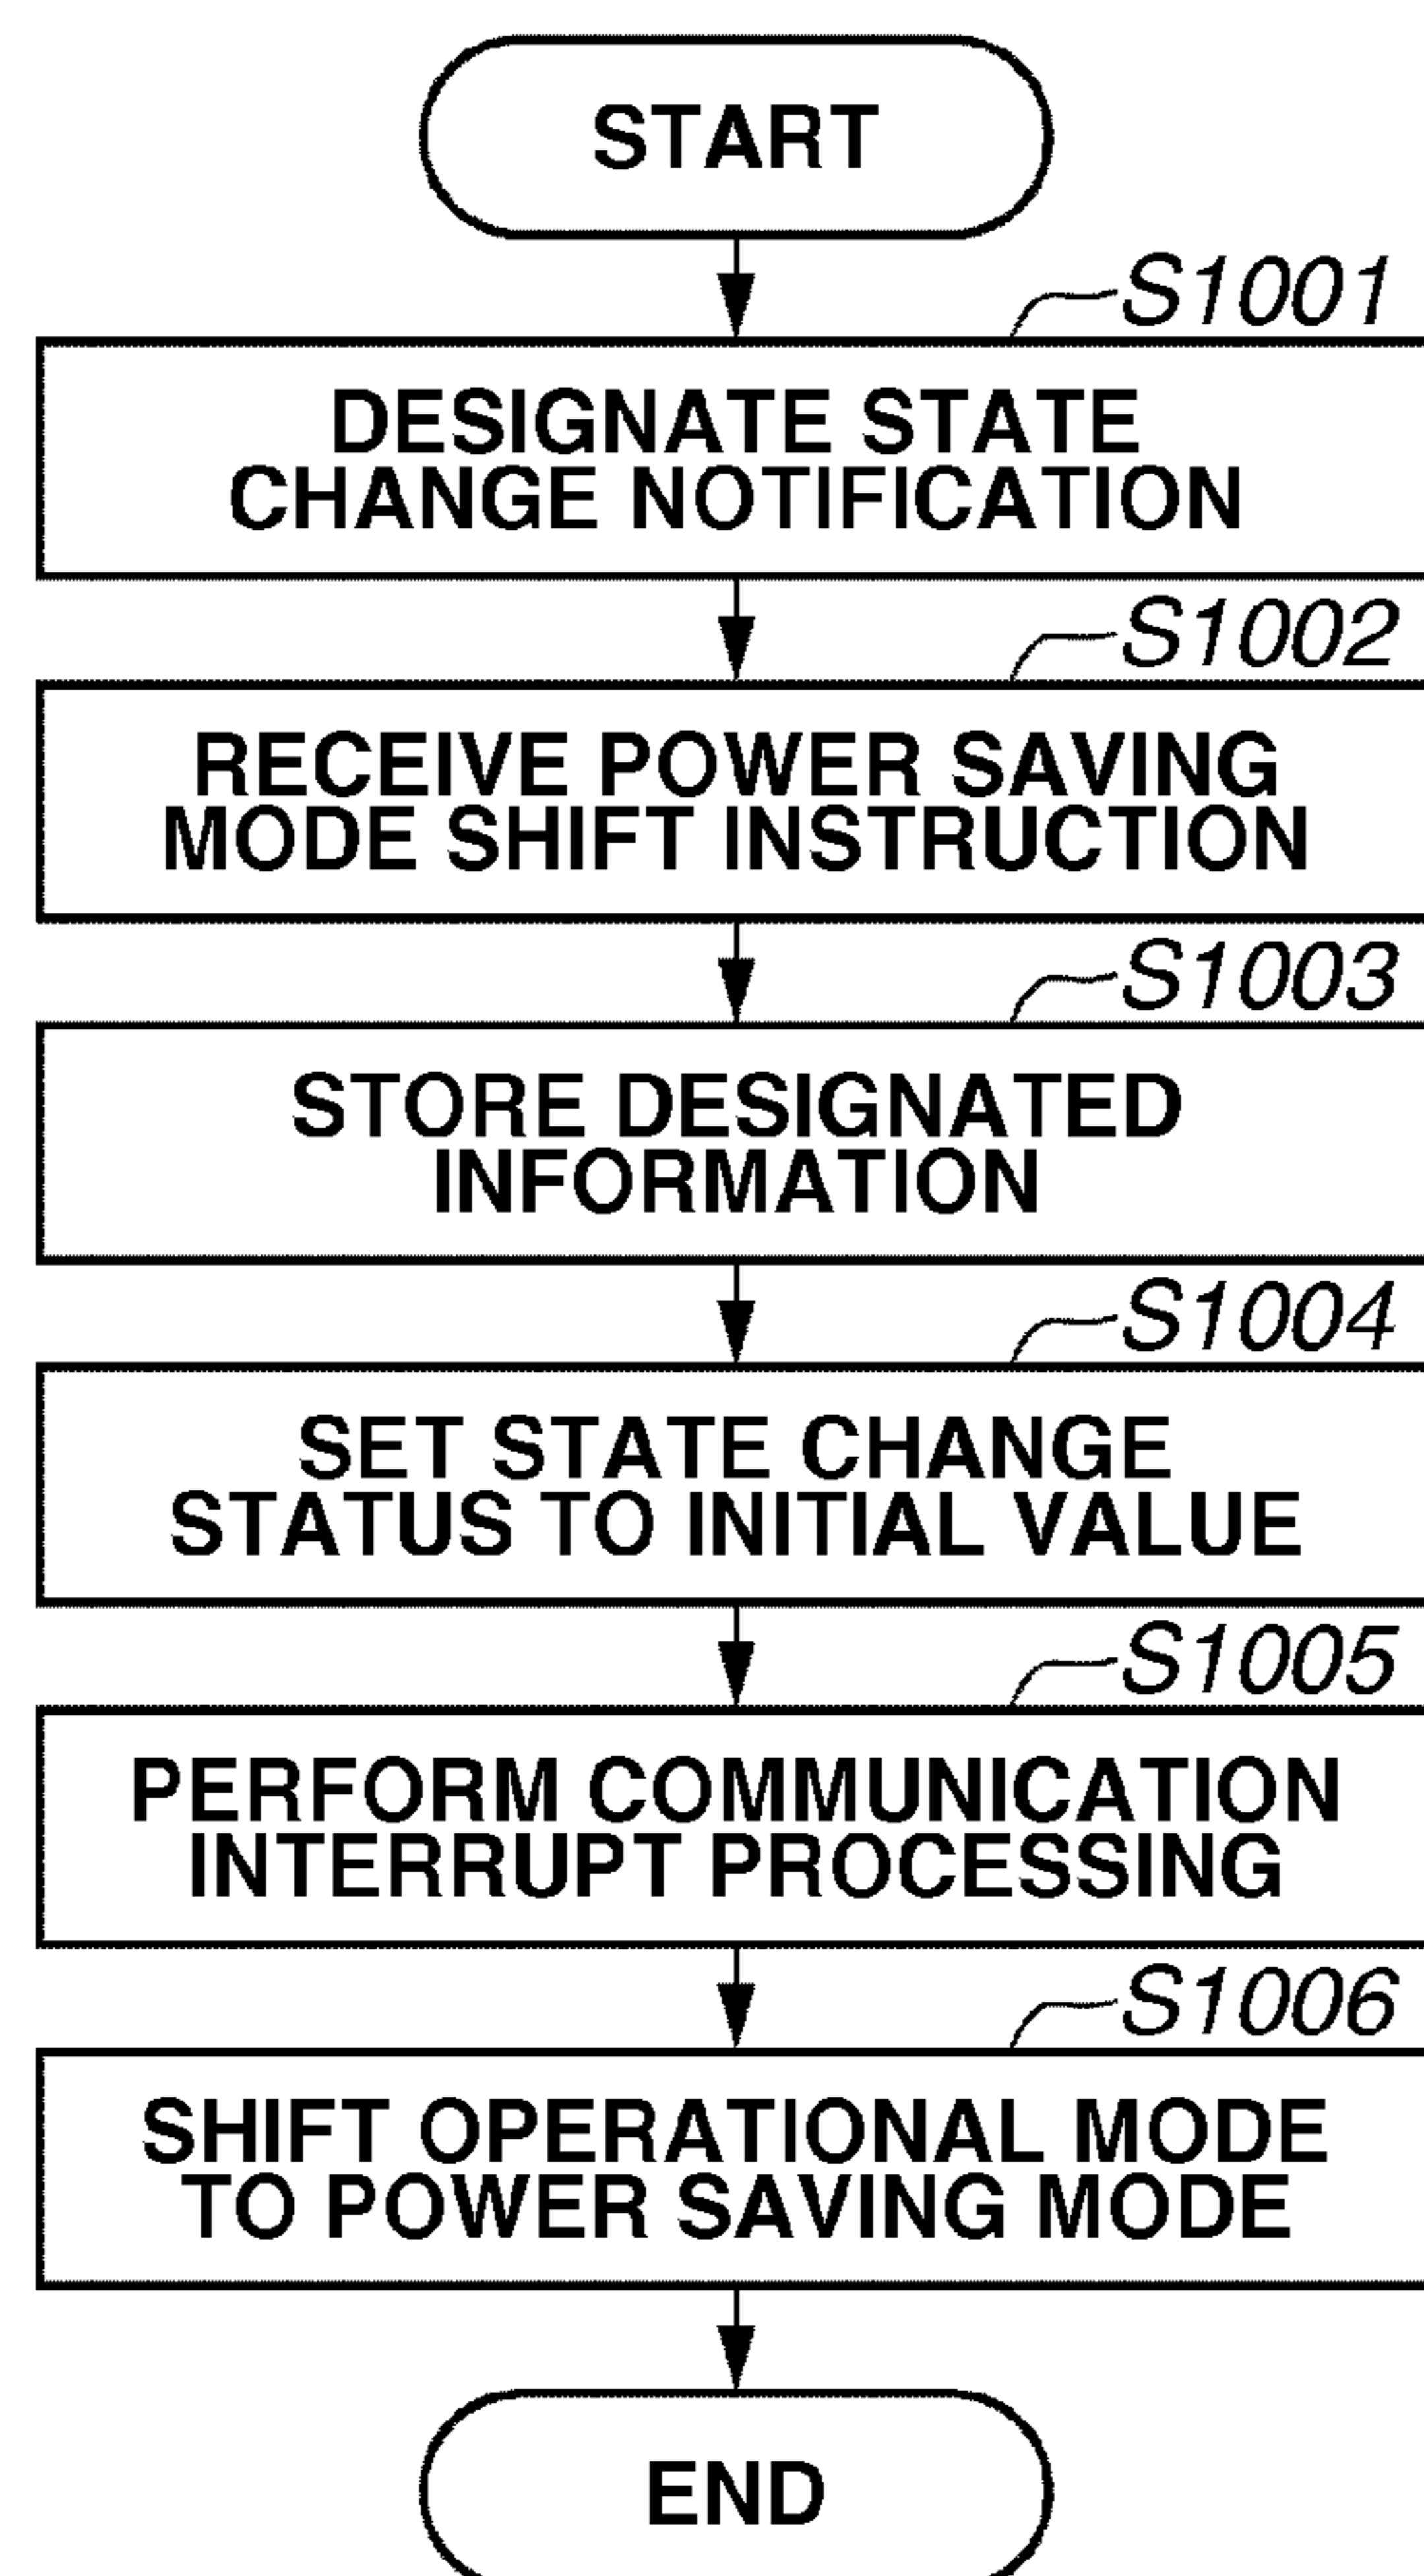 START
S1001
DESIGNATE STATE
CHANGE NOTIFICATION
S1002
RECEIVE POWER SAVING
MODE SHIFT INSTRUCTION
S1003
STORE DESIGNATED
INFORMATION
S1004
SET STATE CHANGE
STATUS TO INITIAL VALUE
S1005
PERFORM COMMUNICATION
INTERRUPT PROCESSING
S1006
SHIFT OPERATIONAL MODE
TO POWER SAVING MODE
END